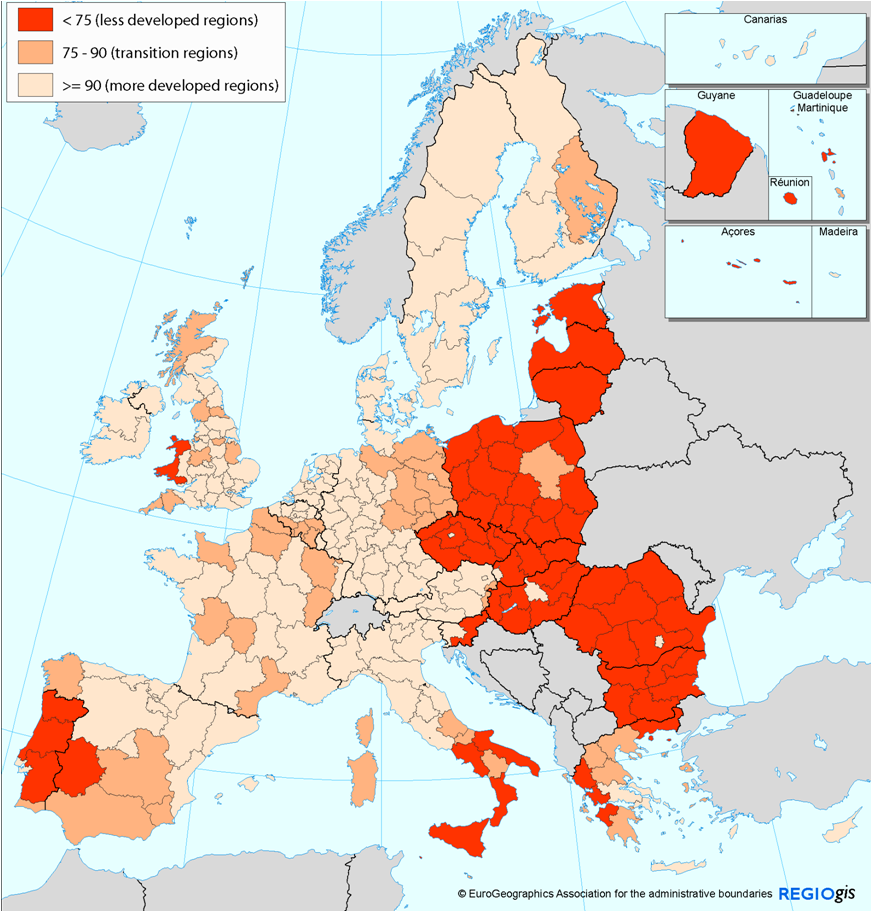 < 75 (less developed regions)
75 - 90 (transition regions)
>= 90 (more developed regions)
Canarias
Guyane
Guadeloupe
Martinique
Réunion
Açores
Madeira
© EuroGeographics Association for the administrative boundaries
REGIOgis